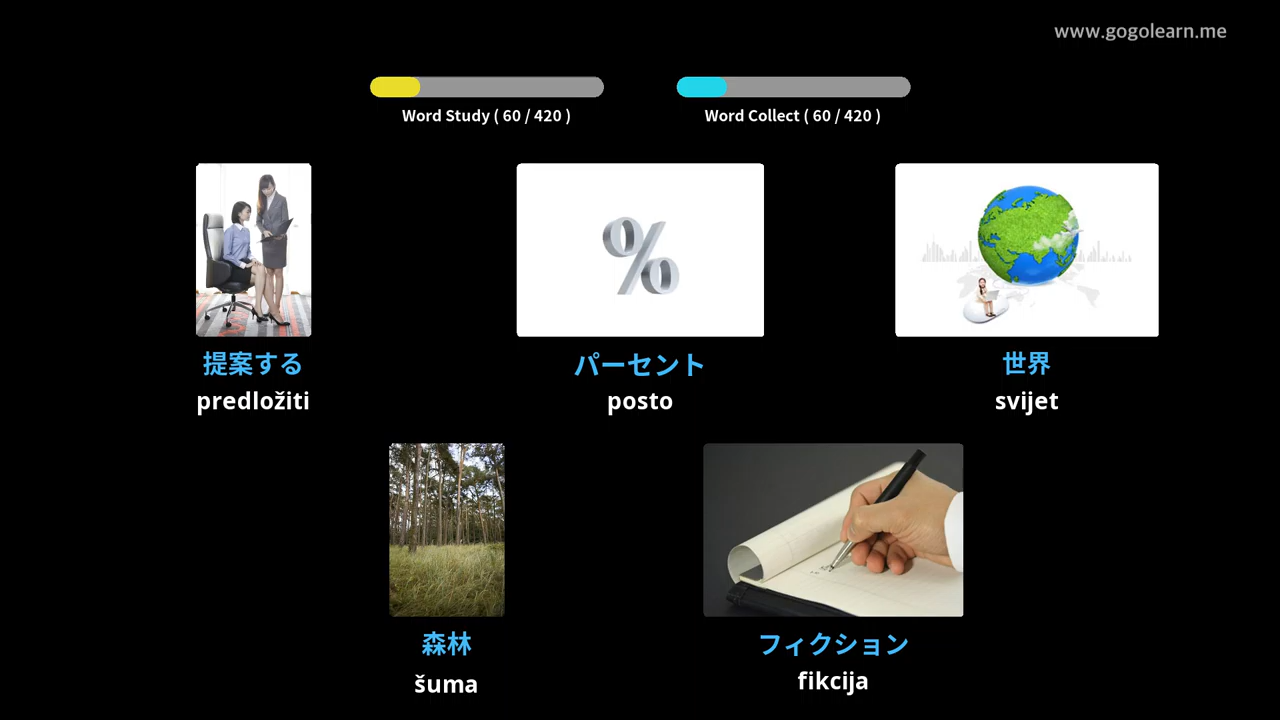 www.gogolearn.me
Word Study ( 60 / 420 )
Word Collect ( 60 / 420 )
提案する
predložiti
パーセント
posto
世界
svijet
森林
šuma
フィクション
fikcija